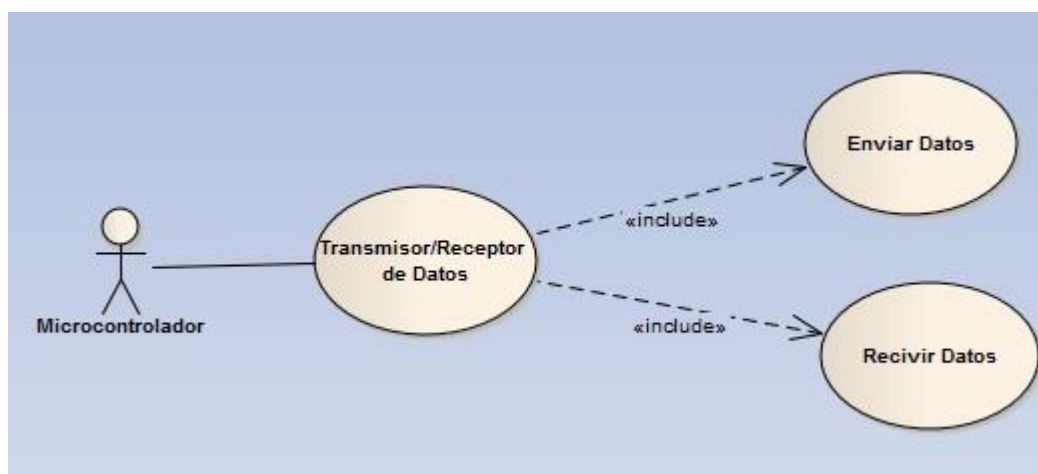 Enviar Datos
«include»
Transmisor/Receptor
de Datos
Microcontrolador
«include»
Recivir Datos